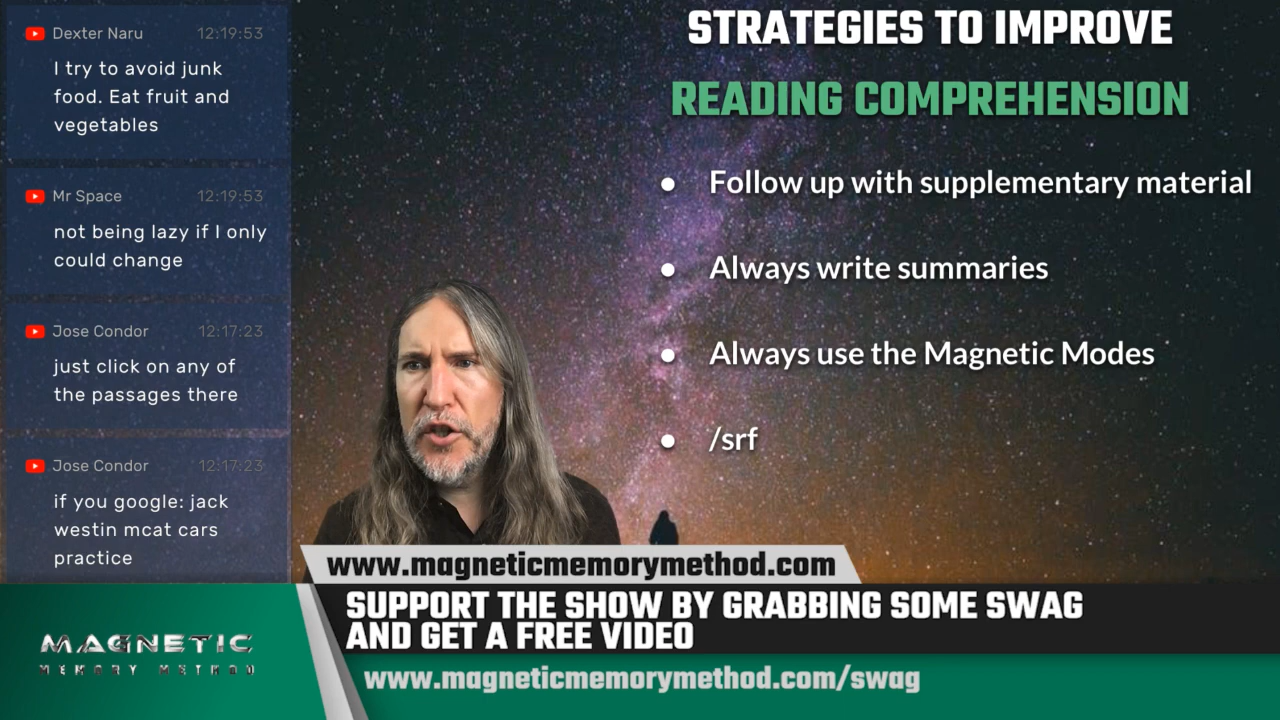 Dexter Naru 12:19:53
I try to avoid junk
food. Eat fruit and
vegetables
Mr Space 12:19:53
not being lazy if I only
could change
Jose Condor 12:17:23
just click on any of
the passages there
Jose Condor 12:17:23
if you google: jack
westin mcat cars
practice
STRATEGIES TO IMPROVE
READING COMPREHENSION
• Follow up with supplementary material
• Always write summaries
• Always use the Magnetic Modes
• /srf
www.magneticmemorymethod.com
SUPPORT THE SHOW BY GRABBING SOME SWAG
AND GET A FREE VIDEO
www.magneticmemorymethod.com/swag
MAGNETIC
MEMORY METHOD